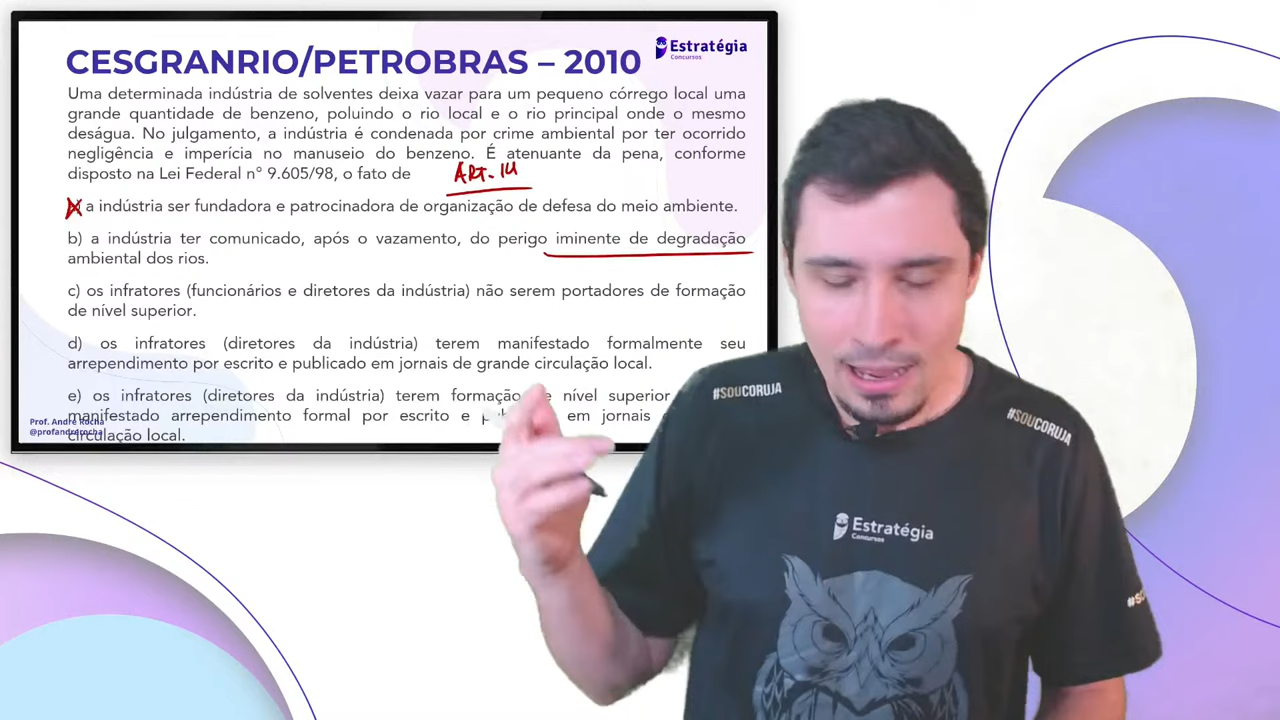 CESGRANRIO/PETROBRAS – 2010
Estratégia
Concursos
Uma determinada indústria de solventes deixa vazar para um pequeno córrego local uma
grande quantidade de benzeno, poluindo o rio local e o rio principal onde o mesmo
deságua. No julgamento, a indústria é condenada por crime ambiental por ter ocorrido
negligência e imperícia no manuseio do benzeno. É atenuante da pena, conforme
disposto na Lei Federal n° 9.605/98, o fato de
ART. 14
a indústria ser fundadora e patrocinadora de organização de defesa do meio ambiente.
b) a indústria ter comunicado, após o vazamento, do perigo iminente de degradação
ambiental dos rios.
c) os infratores (funcionários e diretores da indústria) não serem portadores de formação
de nível superior.
d) os infratores (diretores da indústria) terem manifestado formalmente seu
arrependimento por escrito e publicado em jornais de grande circulação local.
e) os infratores (diretores da indústria) terem formação de nível superior
manifestado arrependimento formal por escrito e em jornais
circulação local.
Prof. André Rocha
@profandrerocha
#SOUCORUJA
#SOUCORUJA
Estratégia
Concursos